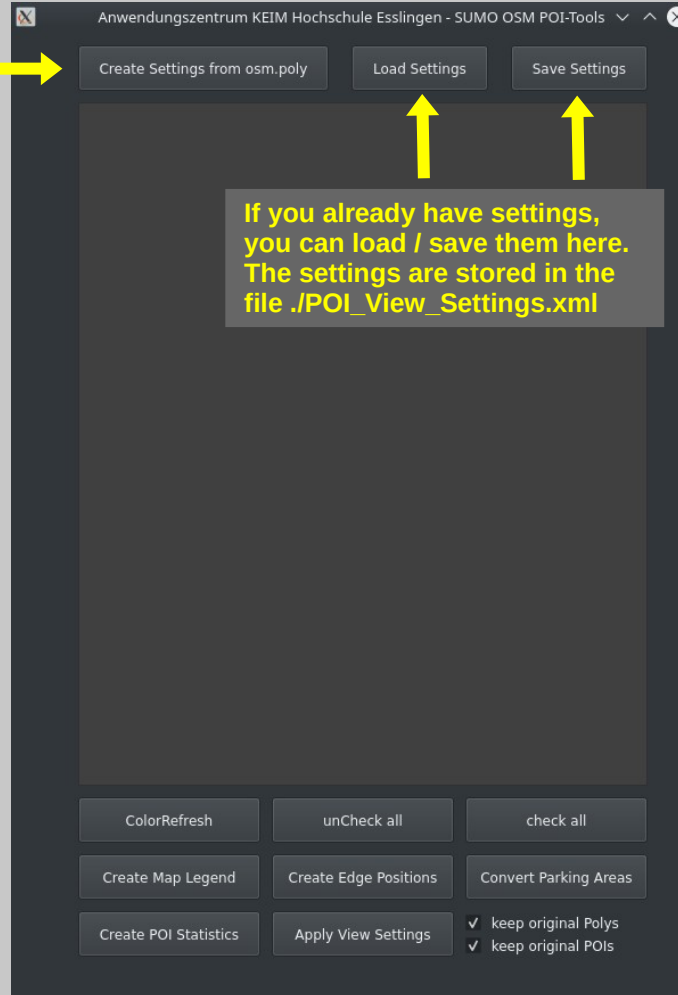 Anwendungszentrum KEIM Hochschule Esslingen - SUMO OSM POI-Tools
Create Settings from osm.poly
Load Settings
Save Settings
If you already have settings,
you can load / save them here.
The settings are stored in the
file ./POI_View_Settings.xml
ColorRefresh
unCheck all
check all
Create Map Legend
Create Edge Positions
Convert Parking Areas
Create POI Statistics
Apply View Settings
keep original Polys
keep original POIs